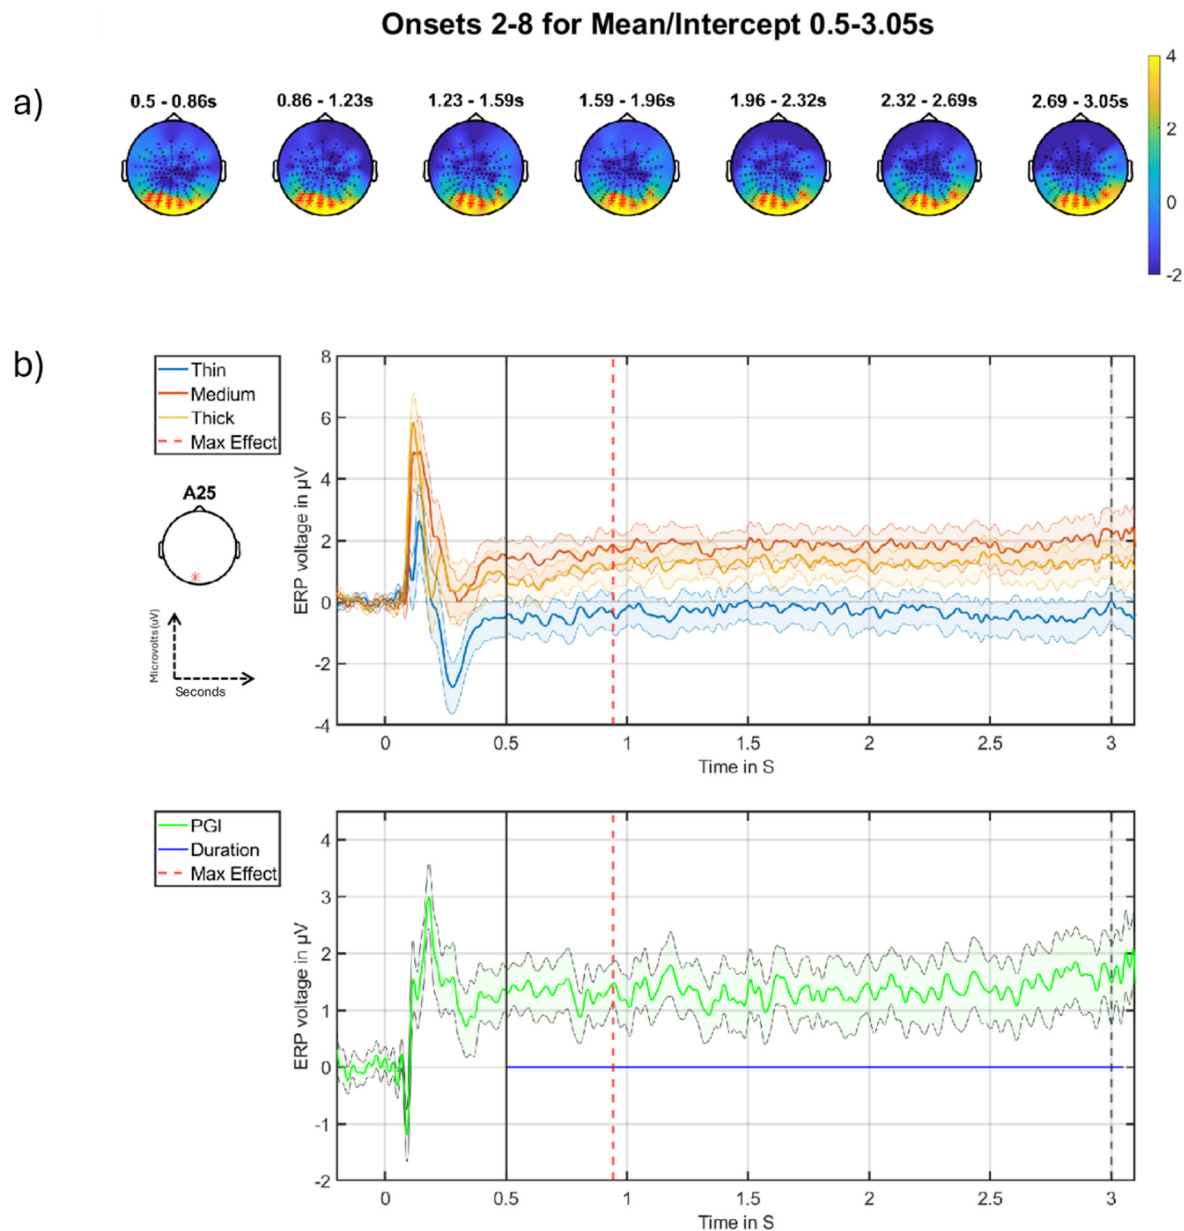 Onsets 2-8 for Mean/Intercept 0.5-3.05s
a)
0.5 - 0.86s
0.86 - 1.23s
1.23 - 1.59s
1.59 - 1.96s
1.96 - 2.32s
2.32 - 2.69s
2.69 - 3.05s
4
2
0
-2
b)
Thin
Medium
Thick
Max Effect
A25
Microvolts(uV)
Seconds
ERP voltage in µV
8
6
4
2
0
-2
-4
0
0.5
1
1.5
2
2.5
3
Time in S
PGI
Duration
Max Effect
ERP voltage in µV
4
3
2
1
0
-1
-2
0
0.5
1
1.5
2
2.5
3
Time in S